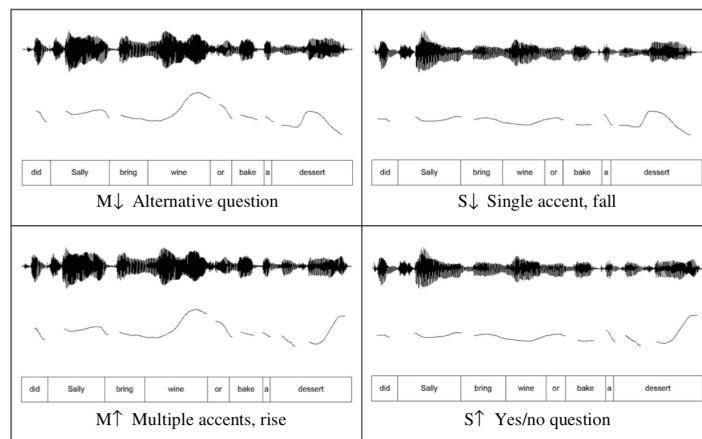 did Sally bring wine or bake a dessert
M↓ Alternative question
did Sally bring wine or bake a dessert
S↓ Single accent, fall
did Sally bring wine or bake a dessert
M↑ Multiple accents, rise
did Sally bring wine or bake a dessert
S↑ Yes/no question